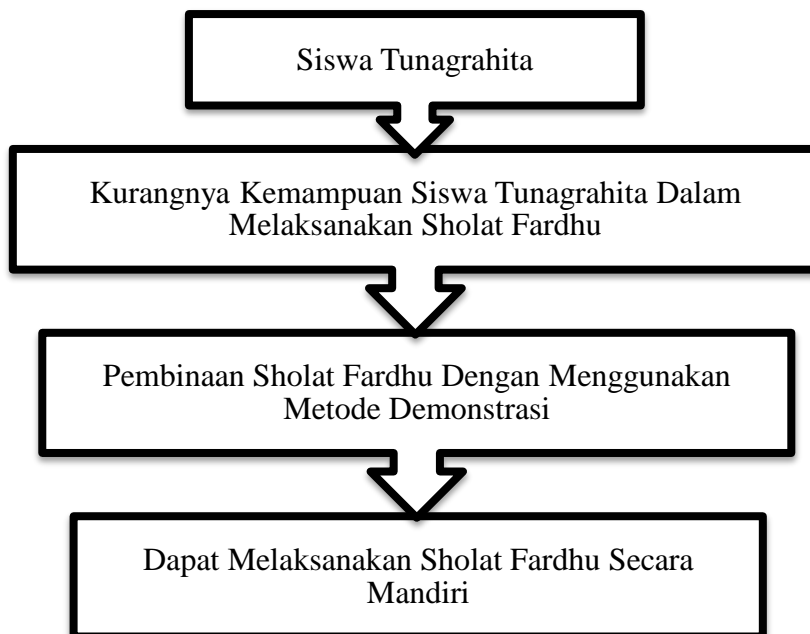 Siswa Tunagrahita
Kurangnya Kemampuan Siswa Tunagrahita Dalam
Melaksanakan Sholat Fardhu
Pembinaan Sholat Fardhu Dengan Menggunakan
Metode Demonstrasi
Dapat Melaksanakan Sholat Fardhu Secara
Mandiri